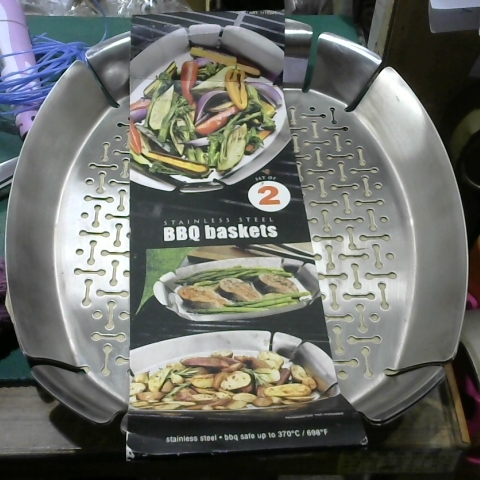 SET OF
2
STAINLESS STEEL
BBQ baskets
stainless steel • bbq safe up to 370°C / 698°F